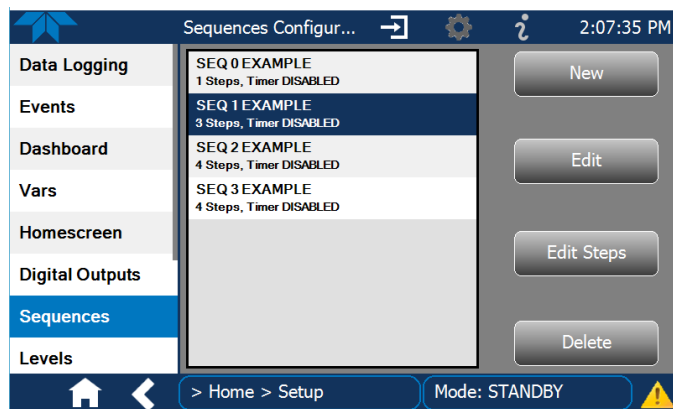 Sequences Configur...
2:07:35 PM
Data Logging
Events
Dashboard
Vars
Homescreen
Digital Outputs
Sequences
Levels
SEQ 0 EXAMPLE
1 Steps, Timer DISABLED
SEQ 1 EXAMPLE
3 Steps, Timer DISABLED
SEQ 2 EXAMPLE
4 Steps, Timer DISABLED
SEQ 3 EXAMPLE
4 Steps, Timer DISABLED
New
Edit
Edit Steps
Delete
> Home > Setup
Mode: STANDBY